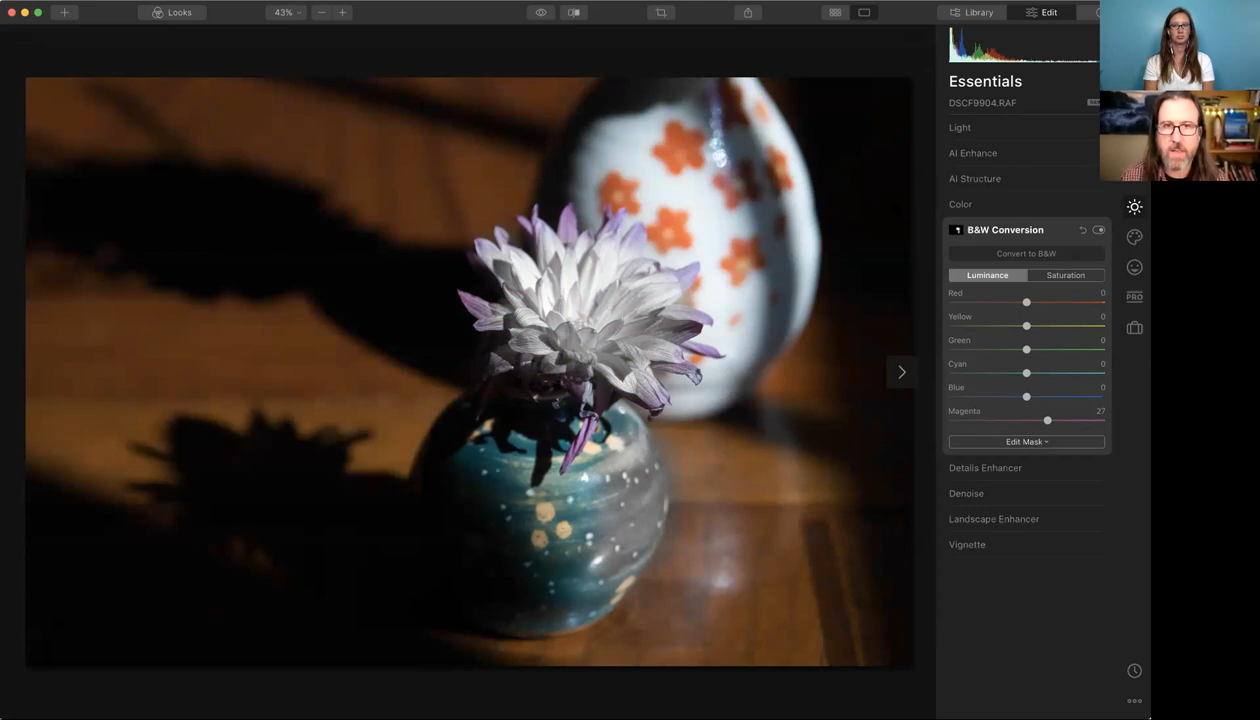 Looks
43%
Library
Edit
Essentials
DSCF9904.RAF
Light
AI Enhance
AI Structure
Color
B&W Conversion
Convert to B&W
Luminance
Saturation
Red 0
Yellow 0
Green 0
Cyan 0
Blue 0
Magenta 27
Edit Mask
Details Enhancer
Denoise
Landscape Enhancer
Vignette
PRO